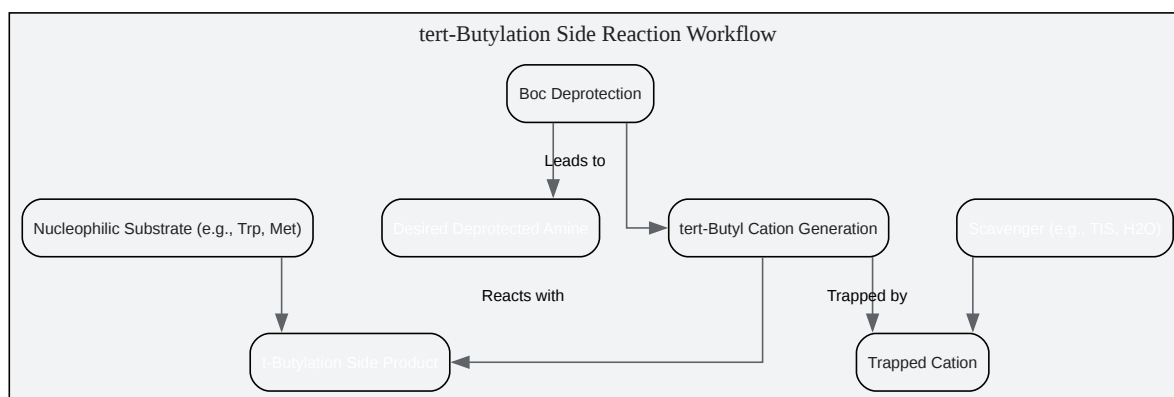 tert-Butylation Side Reaction Workflow
Boc Deprotection
Leads to
Nucleophilic Substrate (e.g., Trp, Met)
Desired Deprotected Amine
tert-Butyl Cation Generation
Scavenger (e.g., TIS, H2O)
Reacts with
Trapped by
t-Butylation Side Product
Trapped Cation